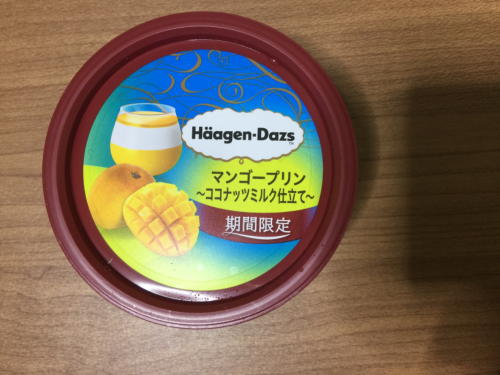 Häagen-Dazs
マンゴープリン
～ココナッツミルク仕立て～
期間限定